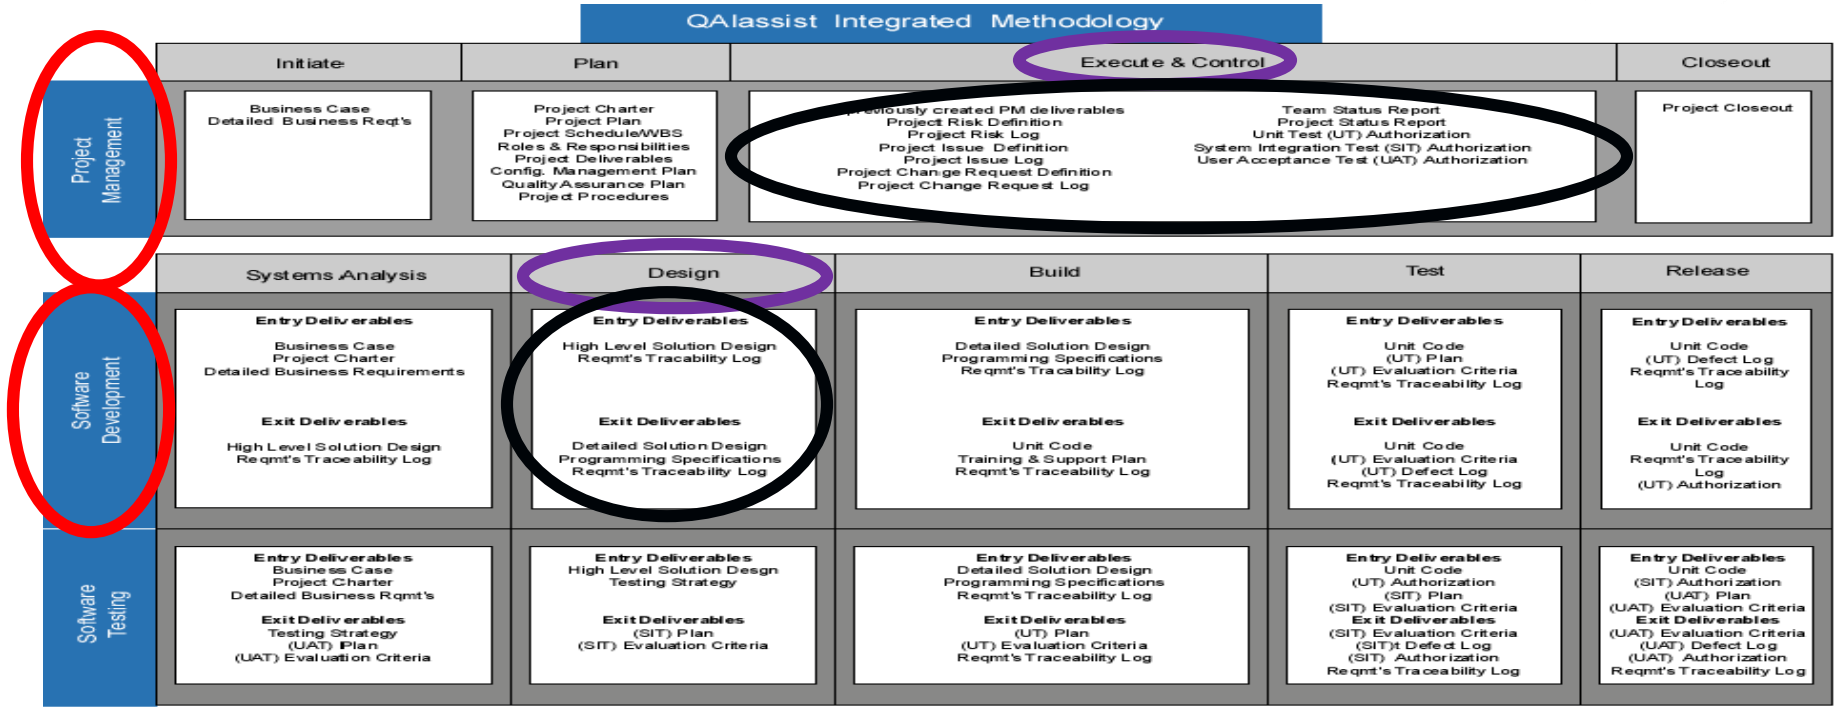 QAIassist Integrated Methodology
Initiate
Plan
Execute & Control
Closeout
Project
Management
Business Case
Detailed Business Reqt's
Project Charter
Project Plan
Project Schedule/WBS
Roles & Responsibilities
Project Deliverables
Config. Management Plan
Quality Assurance Plan
Project Procedures
created PM deliverables
Project Risk Definition
Project Risk Log
Project Issue Definition
Project Issue Log
Project Change Request Definition
Project Change Request Log
Team Status Report
Project Status Report
Unit Test (UT) Authorization
System Integration Test (SIT) Authorization
User Acceptance Test (UAT) Authorization
Project Closeout
Systems Analysis
Design
Build
Test
Release
Software
Development
Entry Deliverables
Business Case
Project Charter
Detailed Business Requirements
Exit Deliverables
High Level Solution Design
Reqmt's Traceability Log
Entry Deliverables
High Level Solution Design
Reqmt's Tracability Log
Exit Deliverables
Detailed Solution Design
Programming Specifications
Reqmt's Traceability Log
Entry Deliverables
Detailed Solution Design
Programming Specifications
Reqmt's Tracability Log
Exit Deliverables
Unit Code
Training & Support Plan
Reqmt's Traceability Log
Entry Deliverables
Unit Code
(UT) Plan
(UT) Evaluation Criteria
Reqmt's Traceability Log
Exit Deliverables
Unit Code
(UT) Evaluation Criteria
(UT) Defect Log
Reqmt's Traceability Log
Entry Deliverables
Unit Code
(UT) Defect Log
Reqmt's Traceability
Log
Exit Deliverables
Unit Code
Reqmt's Traceability
Log
(UT) Authorization
Software
Testing
Entry Deliverables
Business Case
Project Charter
Detailed Business Rqmt's
Exit Deliverables
Testing Strategy
(UAT) Plan
(UAT) Evaluation Criteria
Entry Deliverables
High Level Solution Desgn
Testing Strategy
Exit Deliverables
(SIT) Plan
(SIT) Evaluation Criteria
Entry Deliverables
Detailed Solution Design
Programming Specifications
Reqmt's Traceability Log
Exit Deliverables
(UT) Plan
(UT) Evaluation Criteria
Reqmt's Traceability Log
Entry Deliverables
Unit Code
(UT) Authorization
(SIT) Plan
(SIT) Evaluation Criteria
Exit Deliverables
(SIT) Evaluation Criteria
(SIT)t Defect Log
(SIT) Authorization
Reqmt's Traceability Log
Entry Deliverables
Unit Code
(SIT) Authorization
(UAT) Plan
(UAT) Evaluation Criteria
Exit Deliverables
(UAT) Evaluation Criteria
(UAT) Defect Log
(UAT) Authorization
Reqmt's Traceability Log